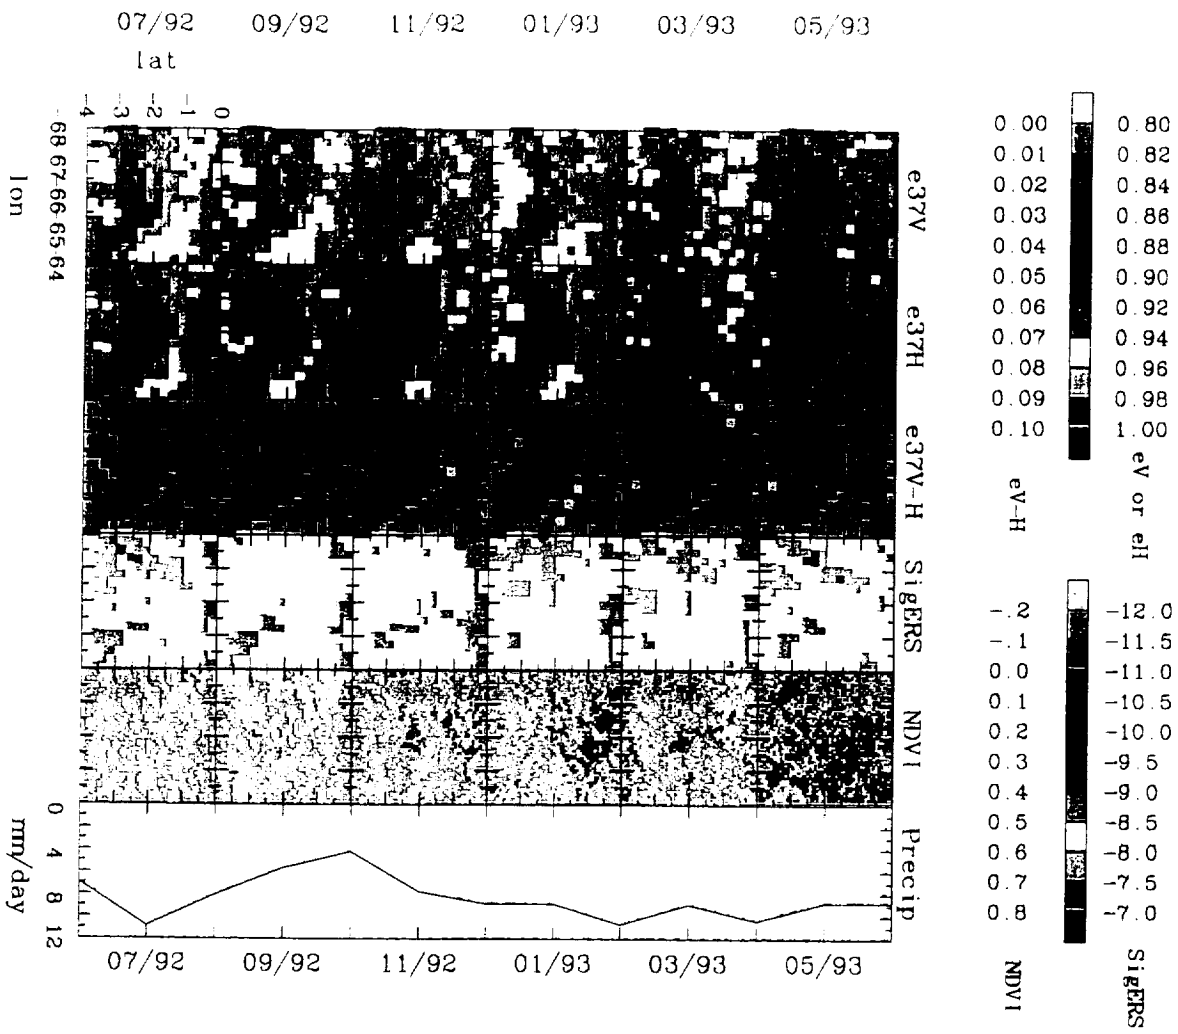 07/92 09/92 11/92 01/93 03/93 05/93
lat
-4 -3 -2 -1 0
-68 -67 -66 -65 -64
lon
e37V
e37H
e37V-H
SigERS
NDVI
Precip
0
4
8
12
mm/day
07/92 09/92 11/92 01/93 03/93 05/93
0.00 0.80
0.01 0.82
0.02 0.84
0.03 0.86
0.04 0.88
0.05 0.90
0.06 0.92
0.07 0.94
0.08 0.96
0.09 0.98
0.10 1.00
eV-H
eV or eH
-.2 -12.0
-.1 -11.5
0.0 -11.0
0.1 -10.5
0.2 -10.0
0.3 -9.5
0.4 -9.0
0.5 -8.5
0.6 -8.0
0.7 -7.5
0.8 -7.0
NDVI
SigERS